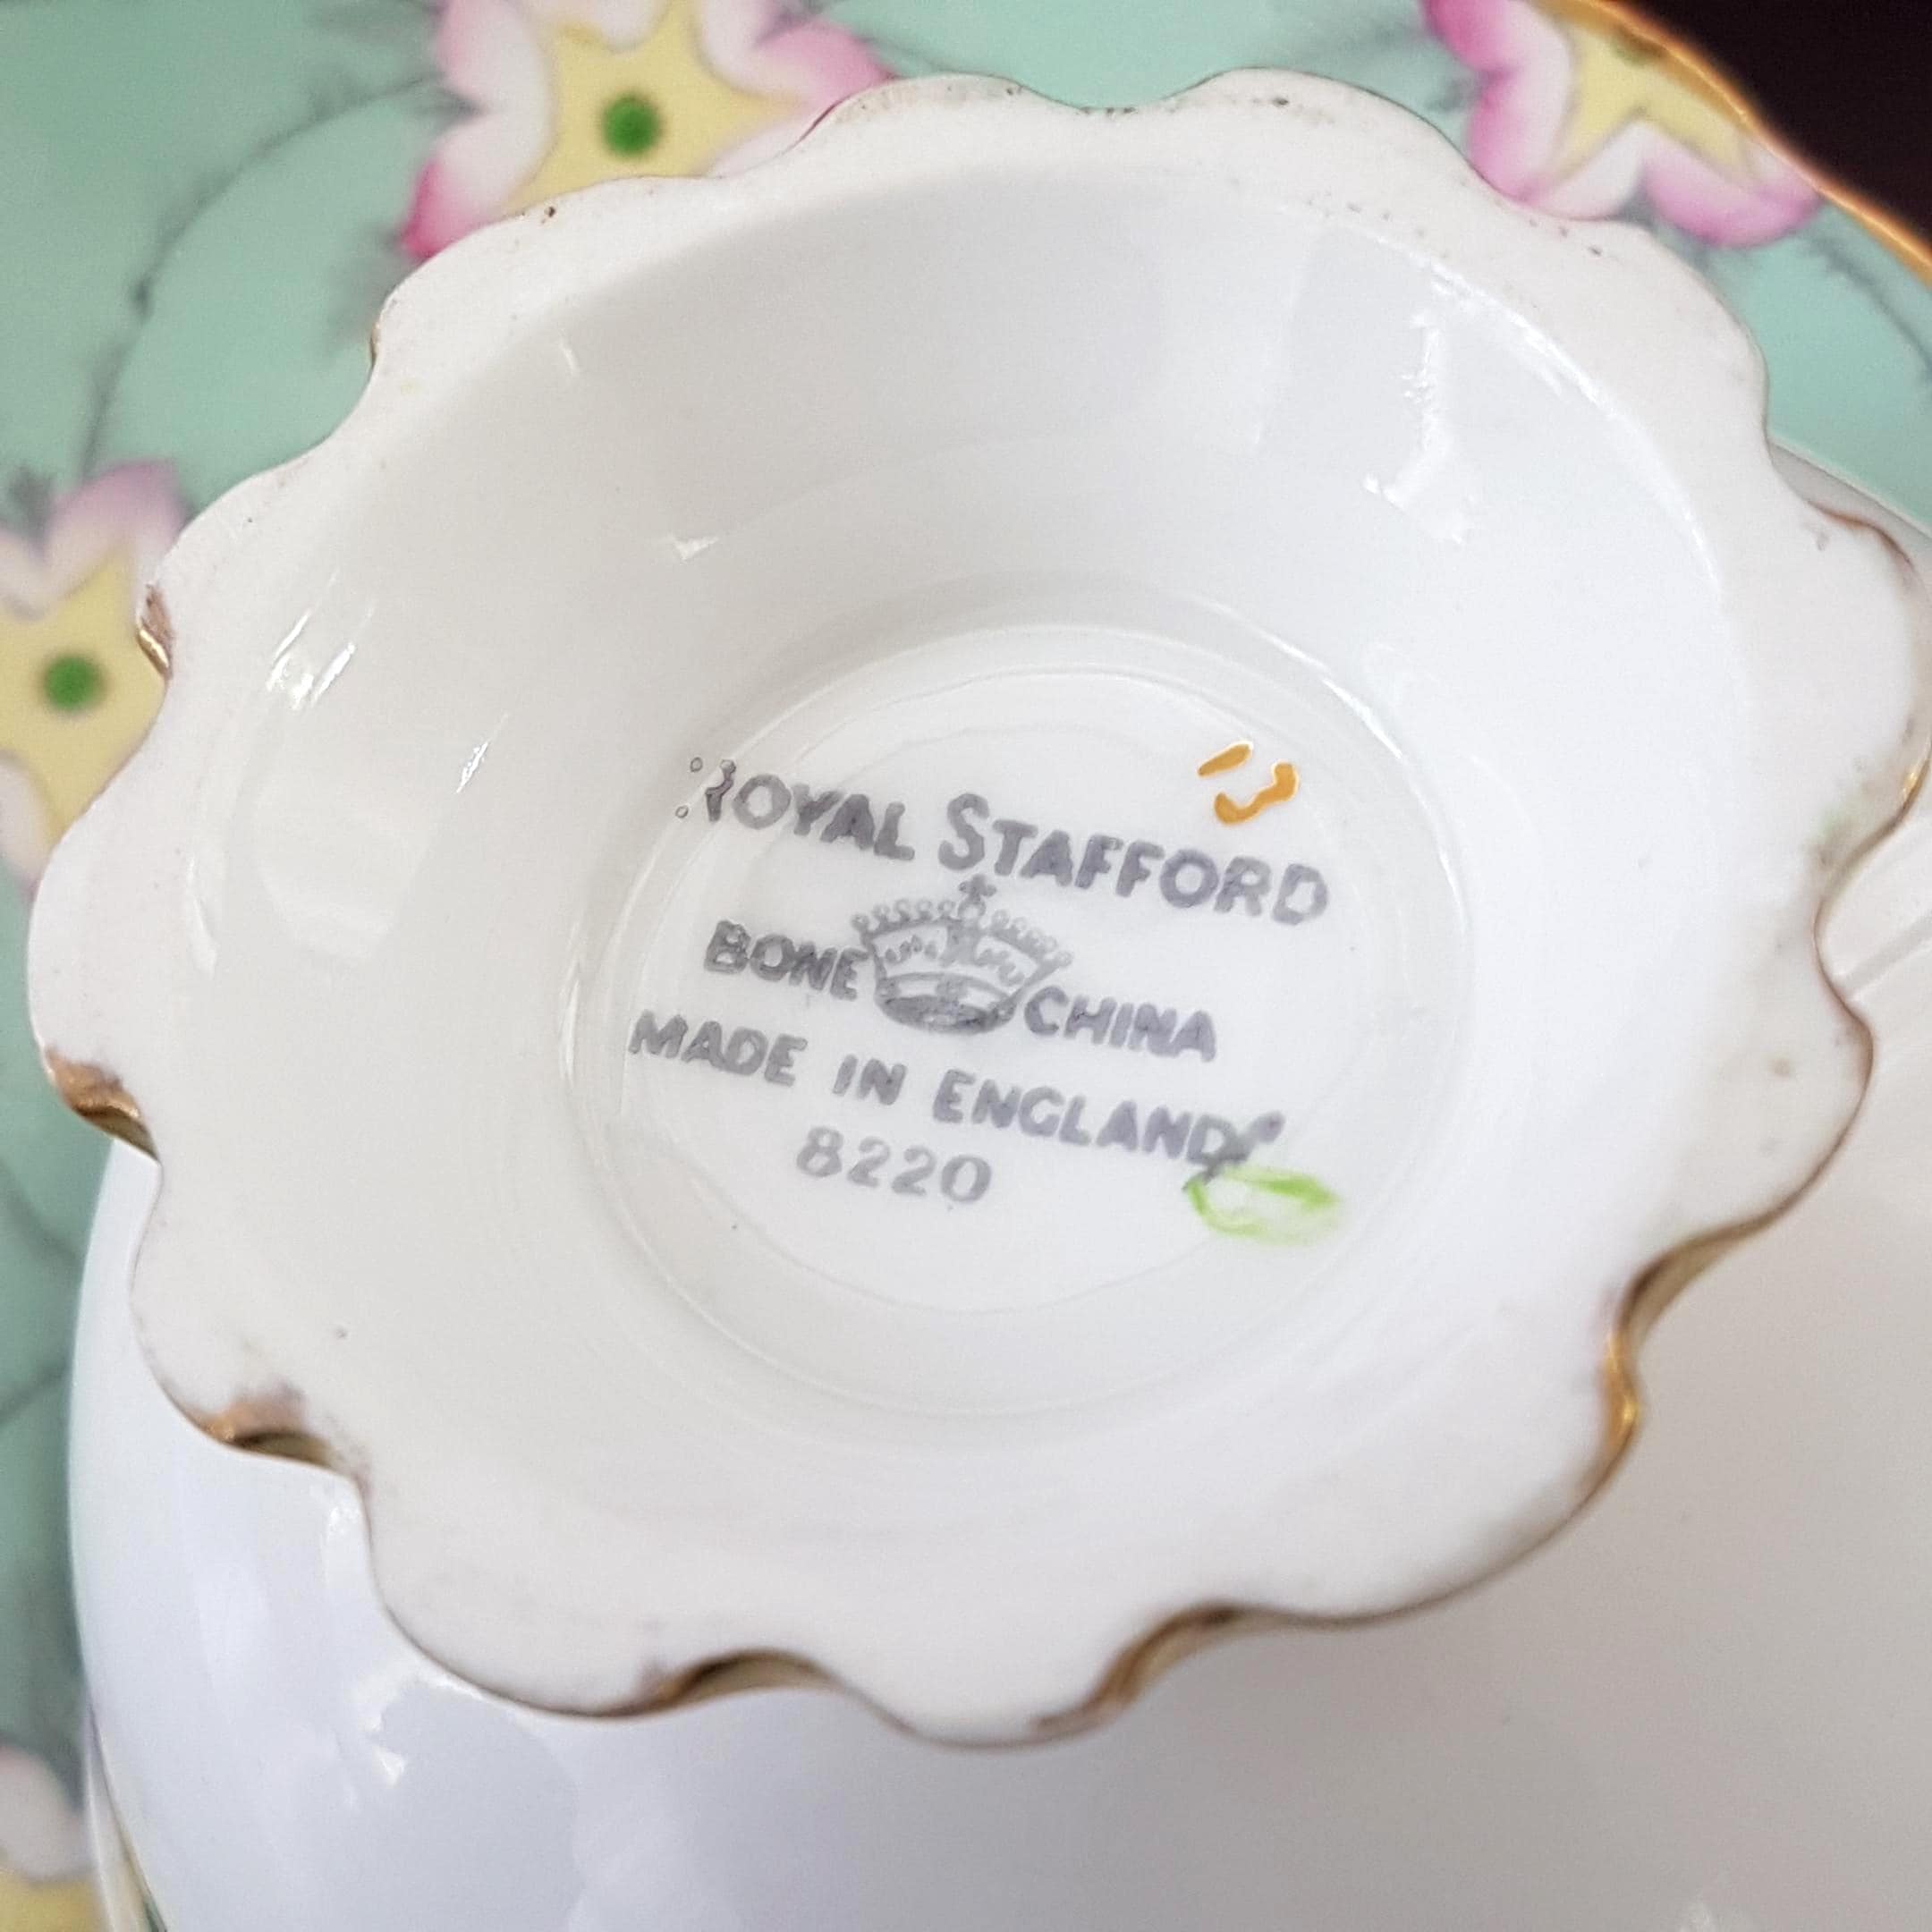 ROYAL STAFFORD
BONE CHINA
MADE IN ENGLAND
8220